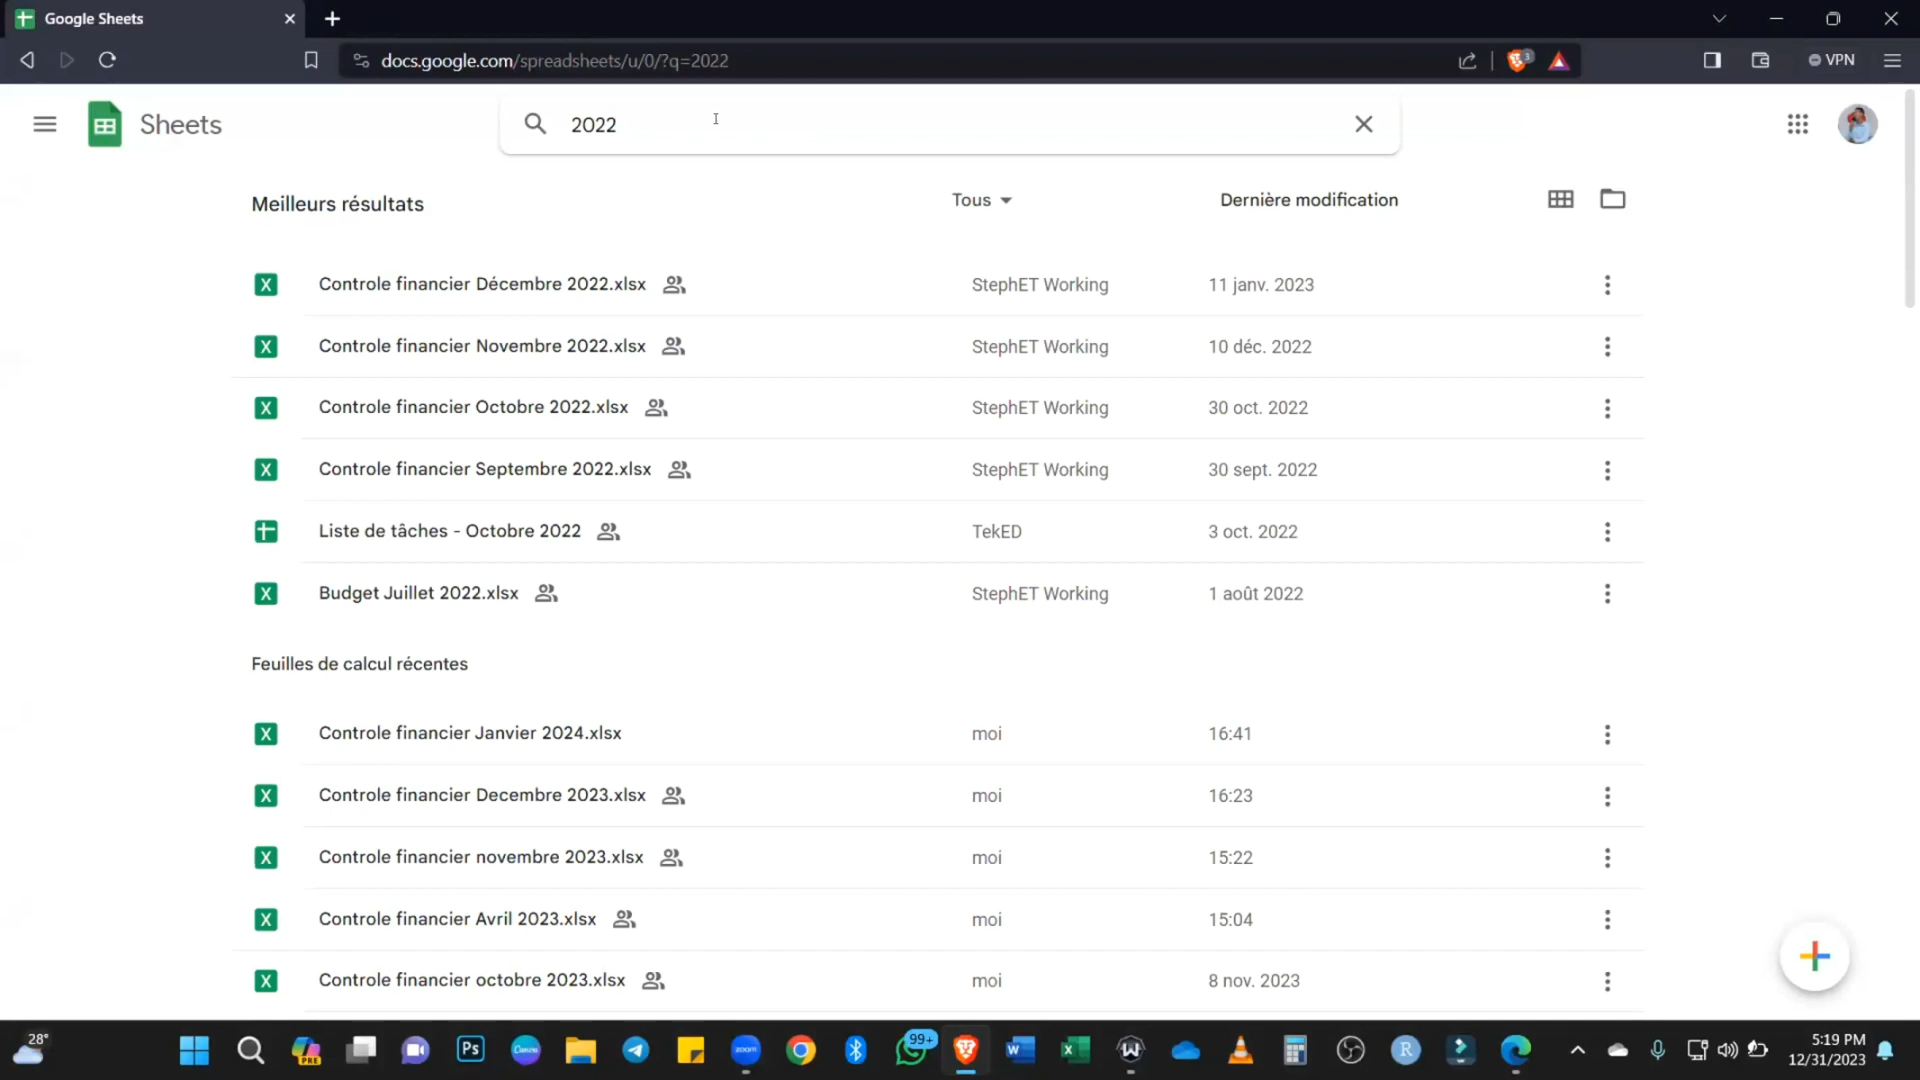 Google Sheets
docs.google.com/spreadsheets/u/0/?q=2022
3
VPN
Sheets
2022
Meilleurs résultats
Tous
Dernière modification
Controle financier Décembre 2022.xlsx StephET Working 11 janv. 2023
Controle financier Novembre 2022.xlsx StephET Working 10 déc. 2022
Controle financier Octobre 2022.xlsx StephET Working 30 oct. 2022
Controle financier Septembre 2022.xlsx StephET Working 30 sept. 2022
Liste de tâches - Octobre 2022 TekED 3 oct. 2022
Budget Juillet 2022.xlsx StephET Working 1 août 2022
Feuilles de calcul récentes
Controle financier Janvier 2024.xlsx moi 16:41
Controle financier Decembre 2023.xlsx moi 16:23
Controle financier novembre 2023.xlsx moi 15:22
Controle financier Avril 2023.xlsx moi 15:04
Controle financier octobre 2023.xlsx moi 8 nov. 2023
28°
PRE
Ps
Canva
zoom
99+
W
X
R
5:19 PM
12/31/2023